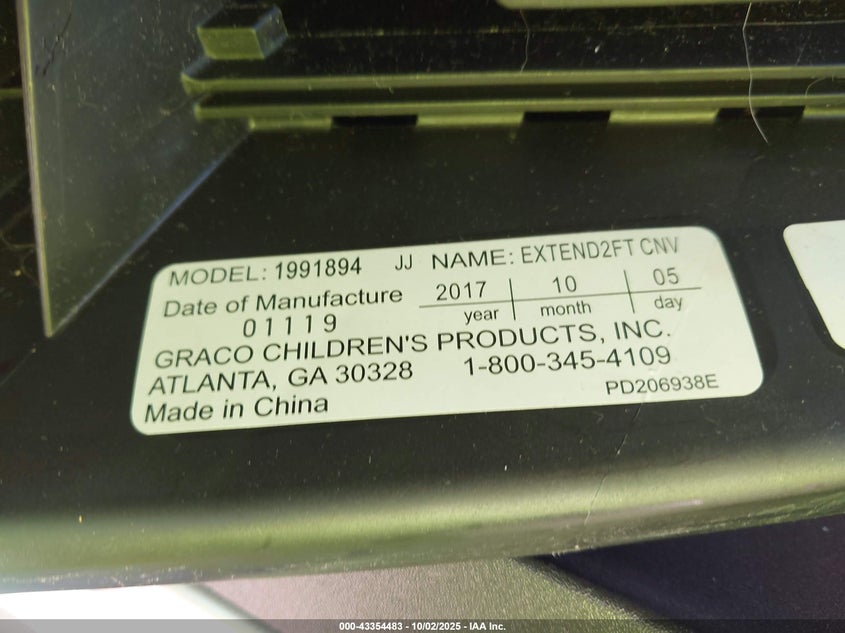 MODEL: 1991894 JJ NAME: EXTEND2FT CNV
Date of Manufacture 2017 10 05
year month day
01119
GRACO CHILDREN'S PRODUCTS, INC.
ATLANTA, GA 30328 1-800-345-4109
Made in China PD206938E
000-43354483 - 10/02/2025 - IAA Inc.